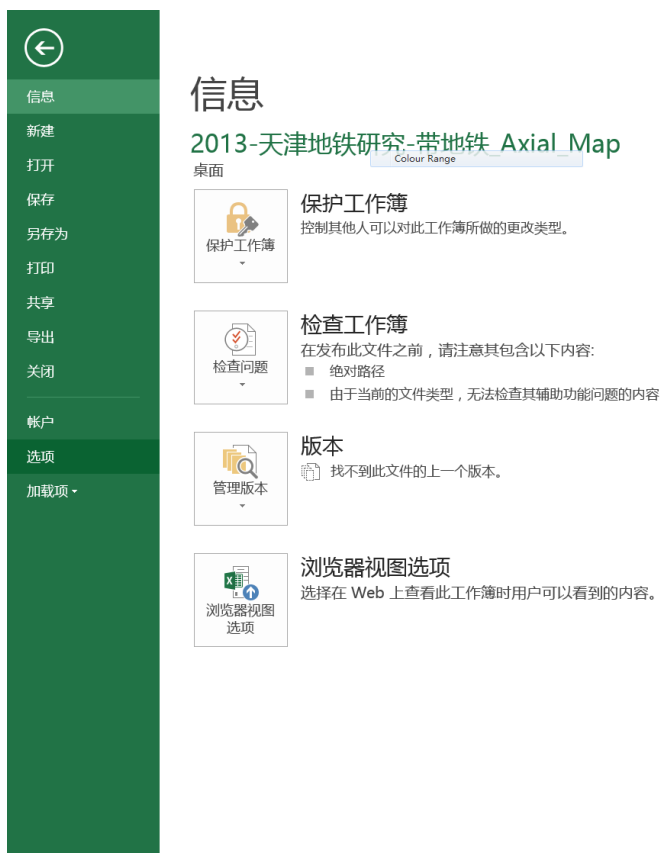 信息
新建
打开
保存
另存为
打印
共享
导出
关闭
帐户
选项
加载项
信息
2013-天津地铁研究-带地铁_Axial_Map
Colour Range
桌面
保护工作簿
保护工作簿
控制其他人可以对此工作簿所做的更改类型。
检查问题
检查工作簿
在发布此文件之前，请注意其包含以下内容:
绝对路径
由于当前的文件类型，无法检查其辅助功能问题的内容
管理版本
版本
找不到此文件的上一个版本。
浏览器视图
选项
浏览器视图选项
选择在 Web 上查看此工作簿时用户可以看到的内容。